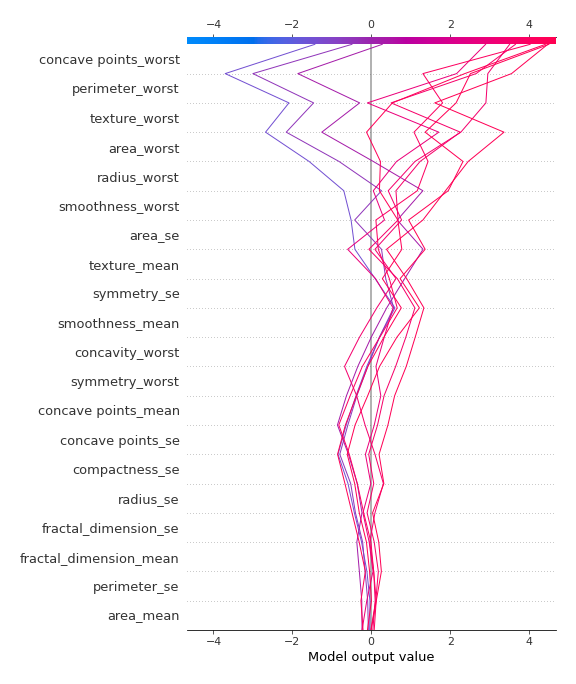 −4 −2 0 2 4
concave points_worst
perimeter_worst
texture_worst
area_worst
radius_worst
smoothness_worst
area_se
texture_mean
symmetry_se
smoothness_mean
concavity_worst
symmetry_worst
concave points_mean
concave points_se
compactness_se
radius_se
fractal_dimension_se
fractal_dimension_mean
perimeter_se
area_mean
−4 −2 0 2 4
Model output value